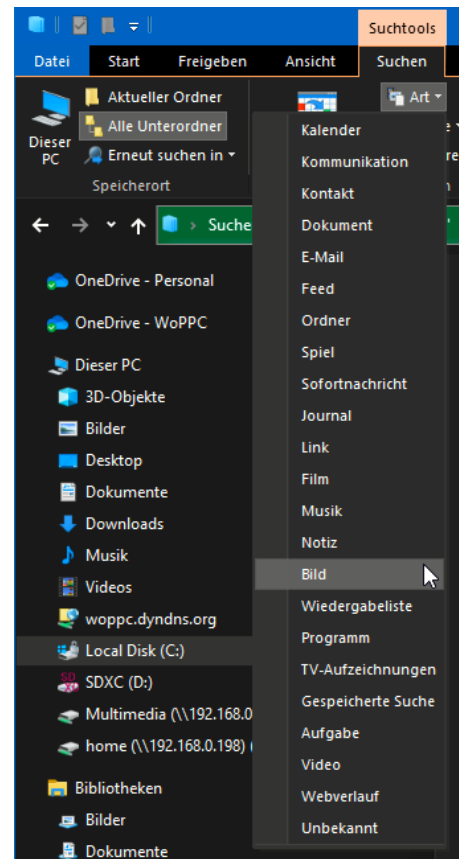 Suchtools
Datei Start Freigeben Ansicht Suchen
Aktueller Ordner
Art
Alle Unterordner
Dieser PC
Erneut suchen in
Speicherort
Suche
OneDrive - Personal
OneDrive - WoPPC
Dieser PC
3D-Objekte
Bilder
Desktop
Dokumente
Downloads
Musik
Videos
woppc.dyndns.org
Local Disk (C:)
SDXC (D:)
Multimedia (\\192.168.0
home (\\192.168.0.198) (
Bibliotheken
Bilder
Dokumente
Kalender
Kommunikation
Kontakt
Dokument
E-Mail
Feed
Ordner
Spiel
Sofortnachricht
Journal
Link
Film
Musik
Notiz
Bild
Wiedergabeliste
Programm
TV-Aufzeichnungen
Gespeicherte Suche
Aufgabe
Video
Webverlauf
Unbekannt